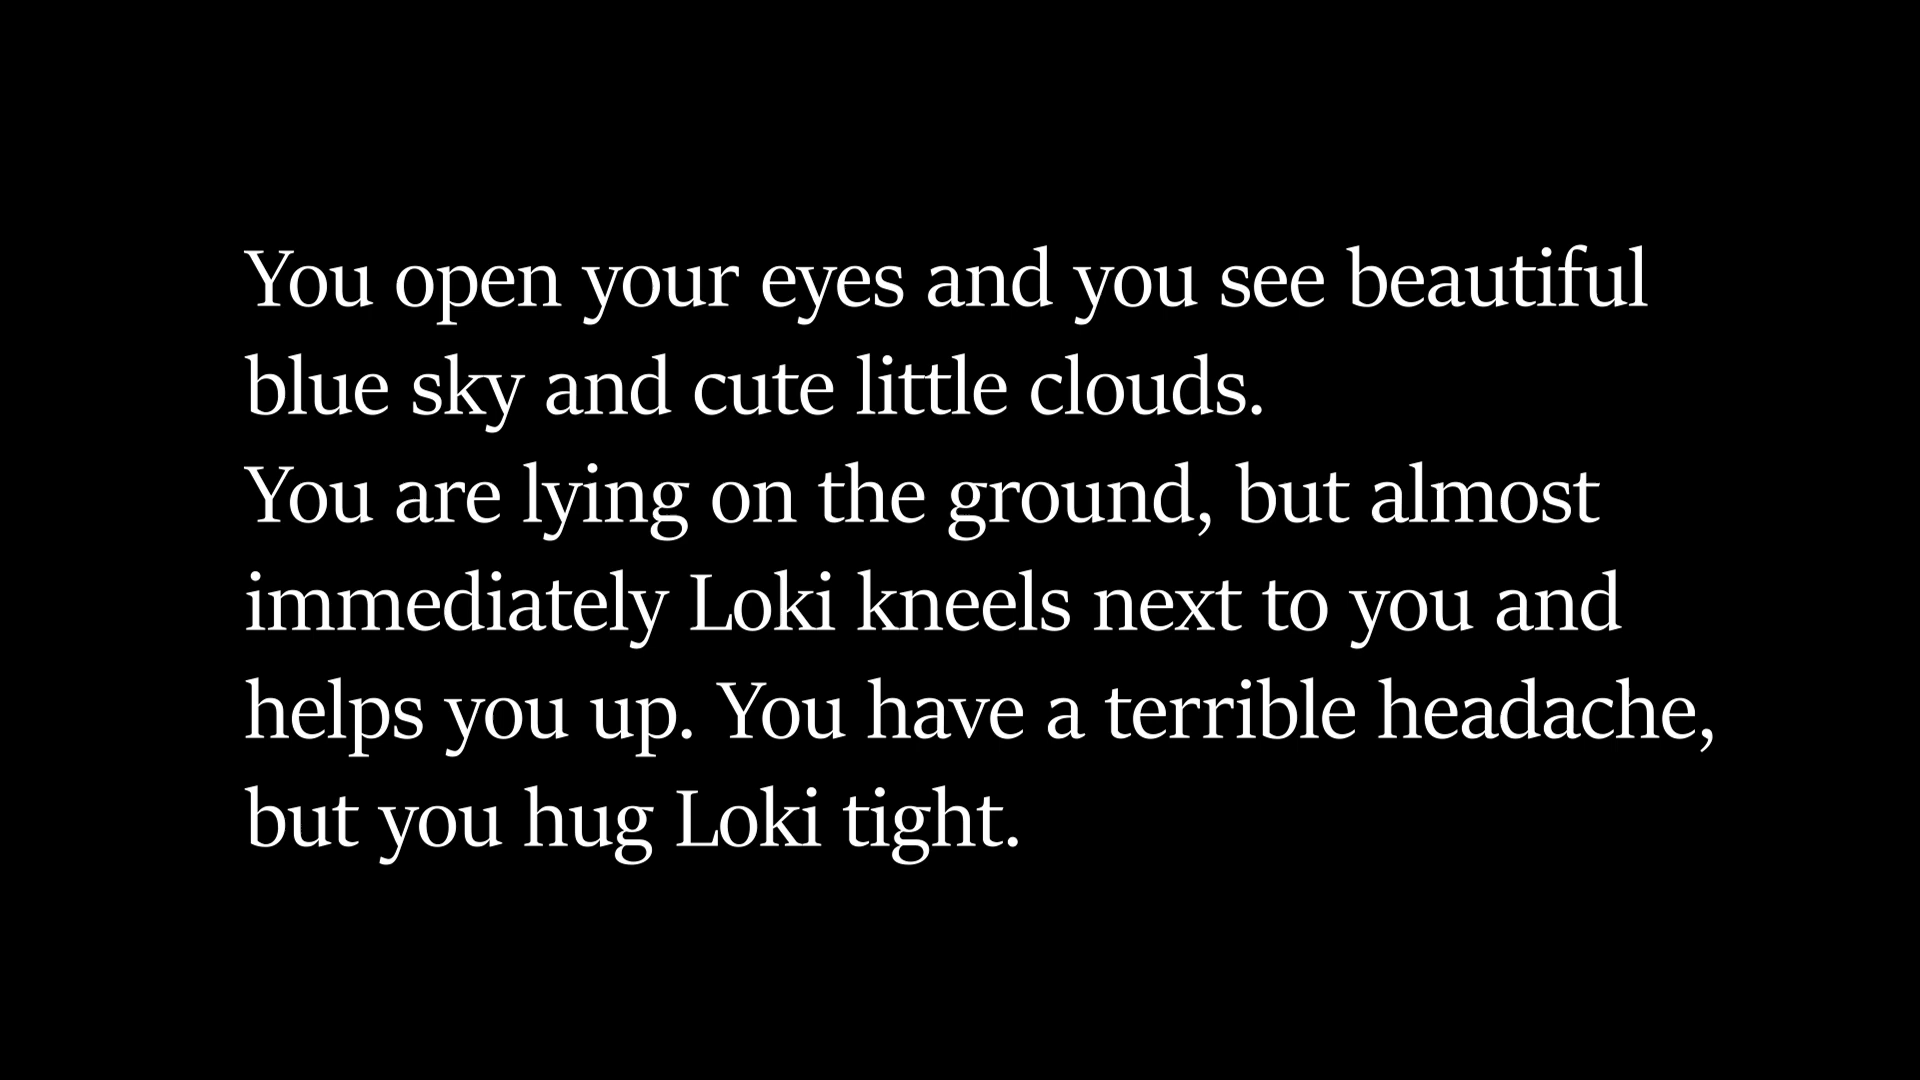 You open your eyes and you see beautiful
blue sky and cute little clouds.
You are lying on the ground, but almost
immediately Loki kneels next to you and
helps you up. You have a terrible headache,
but you hug Loki tight.